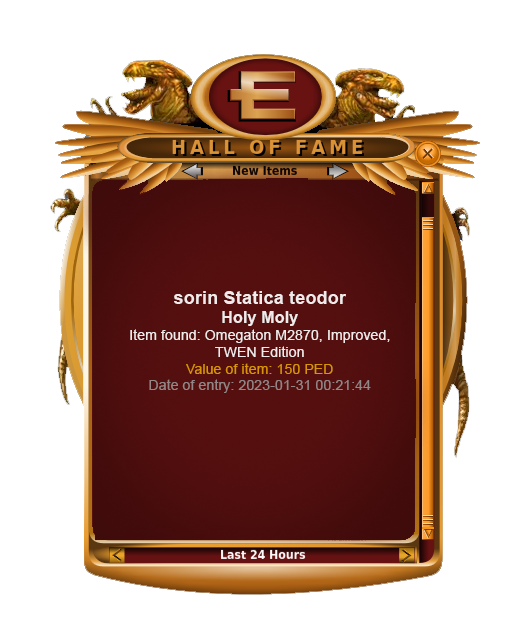 E
HALL OF FAME
New Items
sorin Statica teodor
Holy Moly
Item found: Omegaton M2870, Improved,
TWEN Edition
Value of item: 150 PED
Date of entry: 2023-01-31 00:21:44
Last 24 Hours